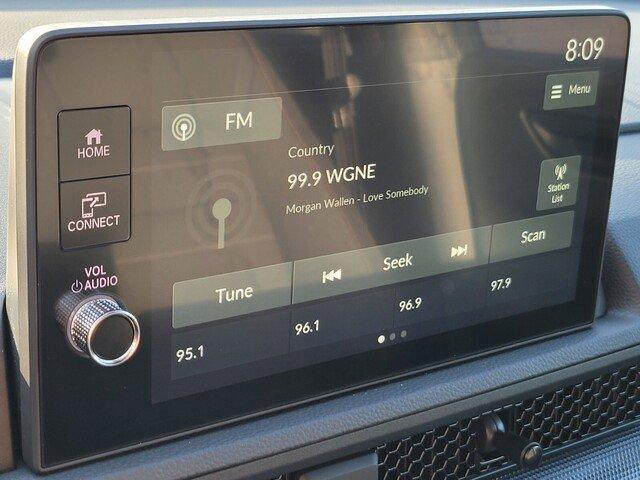 8:09
Menu
FM
HOME
Country
99.9 WGNE
Morgan Wallen - Love Somebody
Station
List
CONNECT
VOL
AUDIO
Tune
Seek
Scan
95.1
96.1
96.9
97.9